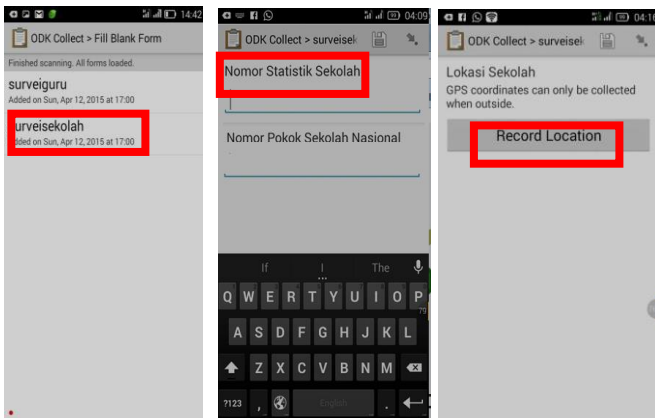 14:42
ODK Collect > Fill Blank Form
Finished scanning. All forms loaded.
surveiguru
Added on Sun, Apr 12, 2015 at 17:00
surveisekolah
Added on Sun, Apr 12, 2015 at 17:00
04:09
ODK Collect > surveisek
Nomor Statistik Sekolah
Nomor Pokok Sekolah Nasional
If I The
Q W E R T Y U I O P
A S D F G H J K L
Z X C V B N M
?123 , English .
04:16
ODK Collect > surveisek
Lokasi Sekolah
GPS coordinates can only be collected
when outside.
Record Location